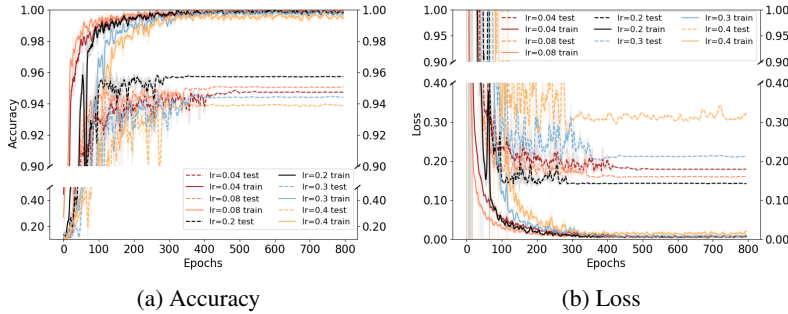 1.00
0.98
0.96
0.94
0.92
0.90
0.40
0.20
Accuracy
1.00
0.98
0.96
0.94
0.92
0.90
0.40
0.20
lr=0.04 test
lr=0.04 train
lr=0.08 test
lr=0.08 train
lr=0.2 test
lr=0.2 train
lr=0.3 test
lr=0.3 train
lr=0.4 test
lr=0.4 train
0 100 200 300 400 500 600 700 800
Epochs
(a) Accuracy
1.00
0.95
0.90
0.40
0.30
0.20
0.10
0.00
Loss
1.00
0.95
0.90
0.40
0.30
0.20
0.10
0.00
lr=0.04 test
lr=0.04 train
lr=0.08 test
lr=0.08 train
lr=0.2 test
lr=0.2 train
lr=0.3 test
lr=0.3 train
lr=0.4 test
lr=0.4 train
0 100 200 300 400 500 600 700 800
Epochs
(b) Loss